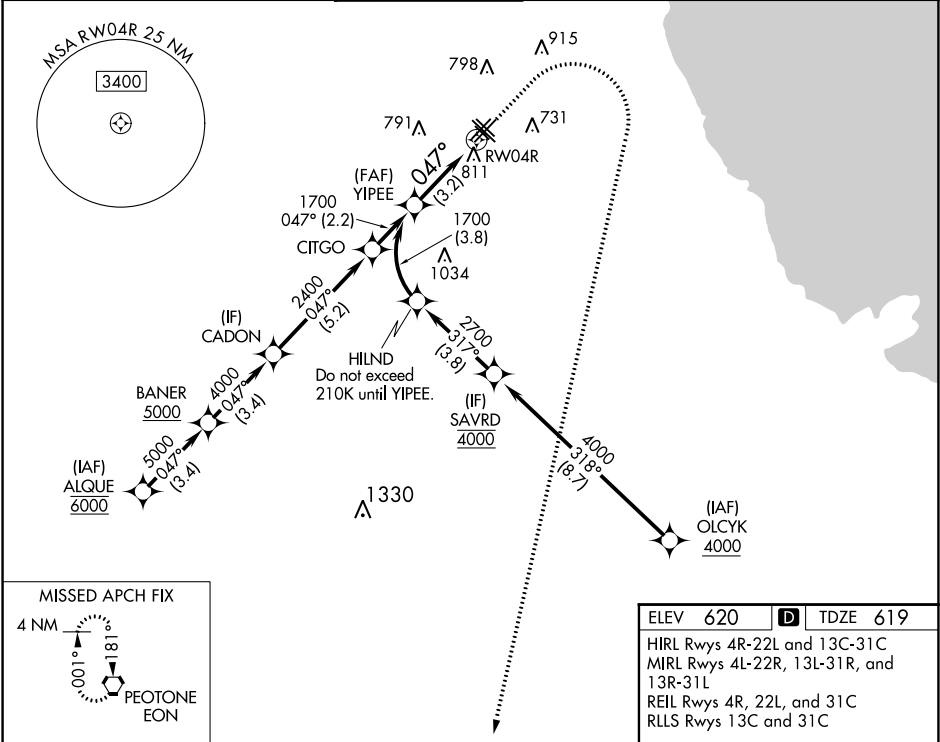 MSA RW04R 25 NM
3400
915
798
791
731
RW04R
811
047°
(3.2)
(FAF)
YIPEE
1700
047° (2.2)
1700
(3.8)
CITGO
1034
2400
047°
(5.2)
(IF)
CADON
HILND
Do not exceed
210K until YIPEE.
2700
317°
(3.8)
BANER
5000
4000
047°
(3.4)
(IF)
SAVRD
4000
5000
047°
(3.4)
(IAF)
ALQUE
6000
4000
318°
(8.7)
1330
(IAF)
OLCYK
4000
MISSED APCH FIX
4 NM
001°
181°
PEOTONE
EON
ELEV 620 D TDZE 619
HIRL Rwys 4R-22L and 13C-31C
MIRL Rwys 4L-22R, 13L-31R, and
13R-31L
REIL Rwys 4R, 22L, and 31C
RLLS Rwys 13C and 31C